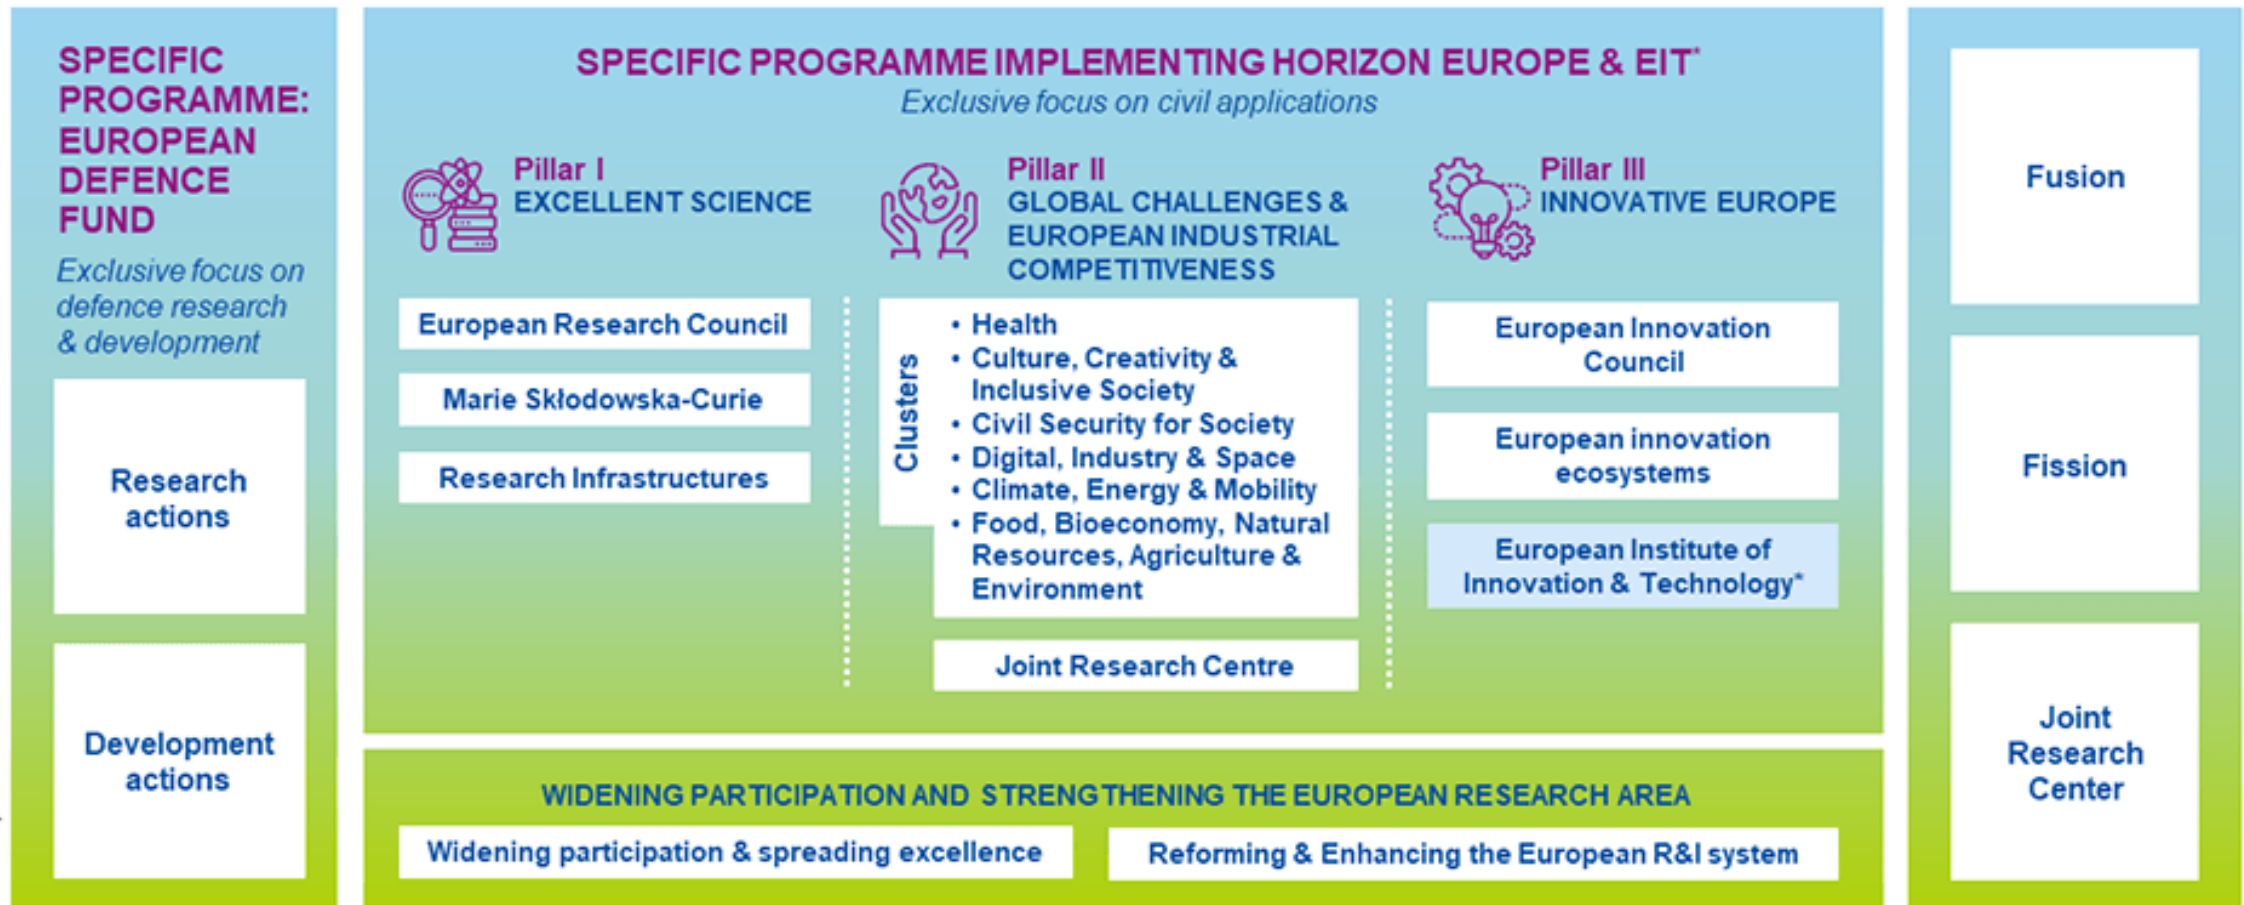 SPECIFIC
PROGRAMME:
EUROPEAN
DEFENCE
FUND
Exclusive focus on
defence research
& development
Research
actions
Development
actions
SPECIFIC PROGRAMME IMPLEMENTING HORIZON EUROPE & EIT*
Exclusive focus on civil applications
Pillar I
EXCELLENT SCIENCE
European Research Council
Marie Skłodowska-Curie
Research Infrastructures
Pillar II
GLOBAL CHALLENGES &
EUROPEAN INDUSTRIAL
COMPETITIVENESS
Clusters
• Health
• Culture, Creativity &
Inclusive Society
• Civil Security for Society
• Digital, Industry & Space
• Climate, Energy & Mobility
• Food, Bioeconomy, Natural
Resources, Agriculture &
Environment
Joint Research Centre
Pillar III
INNOVATIVE EUROPE
European Innovation
Council
European innovation
ecosystems
European Institute of
Innovation & Technology*
WIDENING PARTICIPATION AND STRENGTHENING THE EUROPEAN RESEARCH AREA
Widening participation & spreading excellence
Reforming & Enhancing the European R&I system
Fusion
Fission
Joint
Research
Center